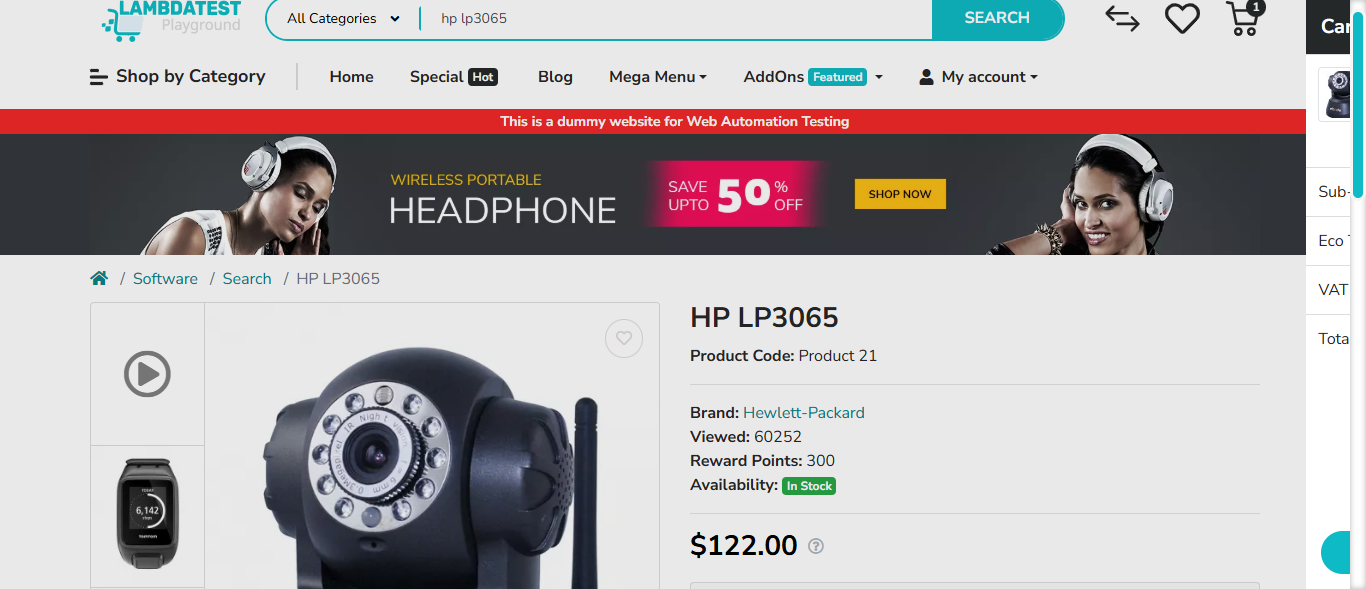 LAMBDATEST
Playground
All Categories
hp lp3065
SEARCH
1
Shop by Category
Home
Special Hot
Blog
Mega Menu
AddOns Featured
My account
This is a dummy website for Web Automation Testing
WIRELESS PORTABLE
HEADPHONE
SAVE UPTO 50 % OFF
SHOP NOW
/ Software / Search / HP LP3065
HP LP3065
Product Code: Product 21
Brand: Hewlett-Packard
Viewed: 60252
Reward Points: 300
Availability: In Stock
$122.00 ?
6,142
Sub-
Eco
VAT